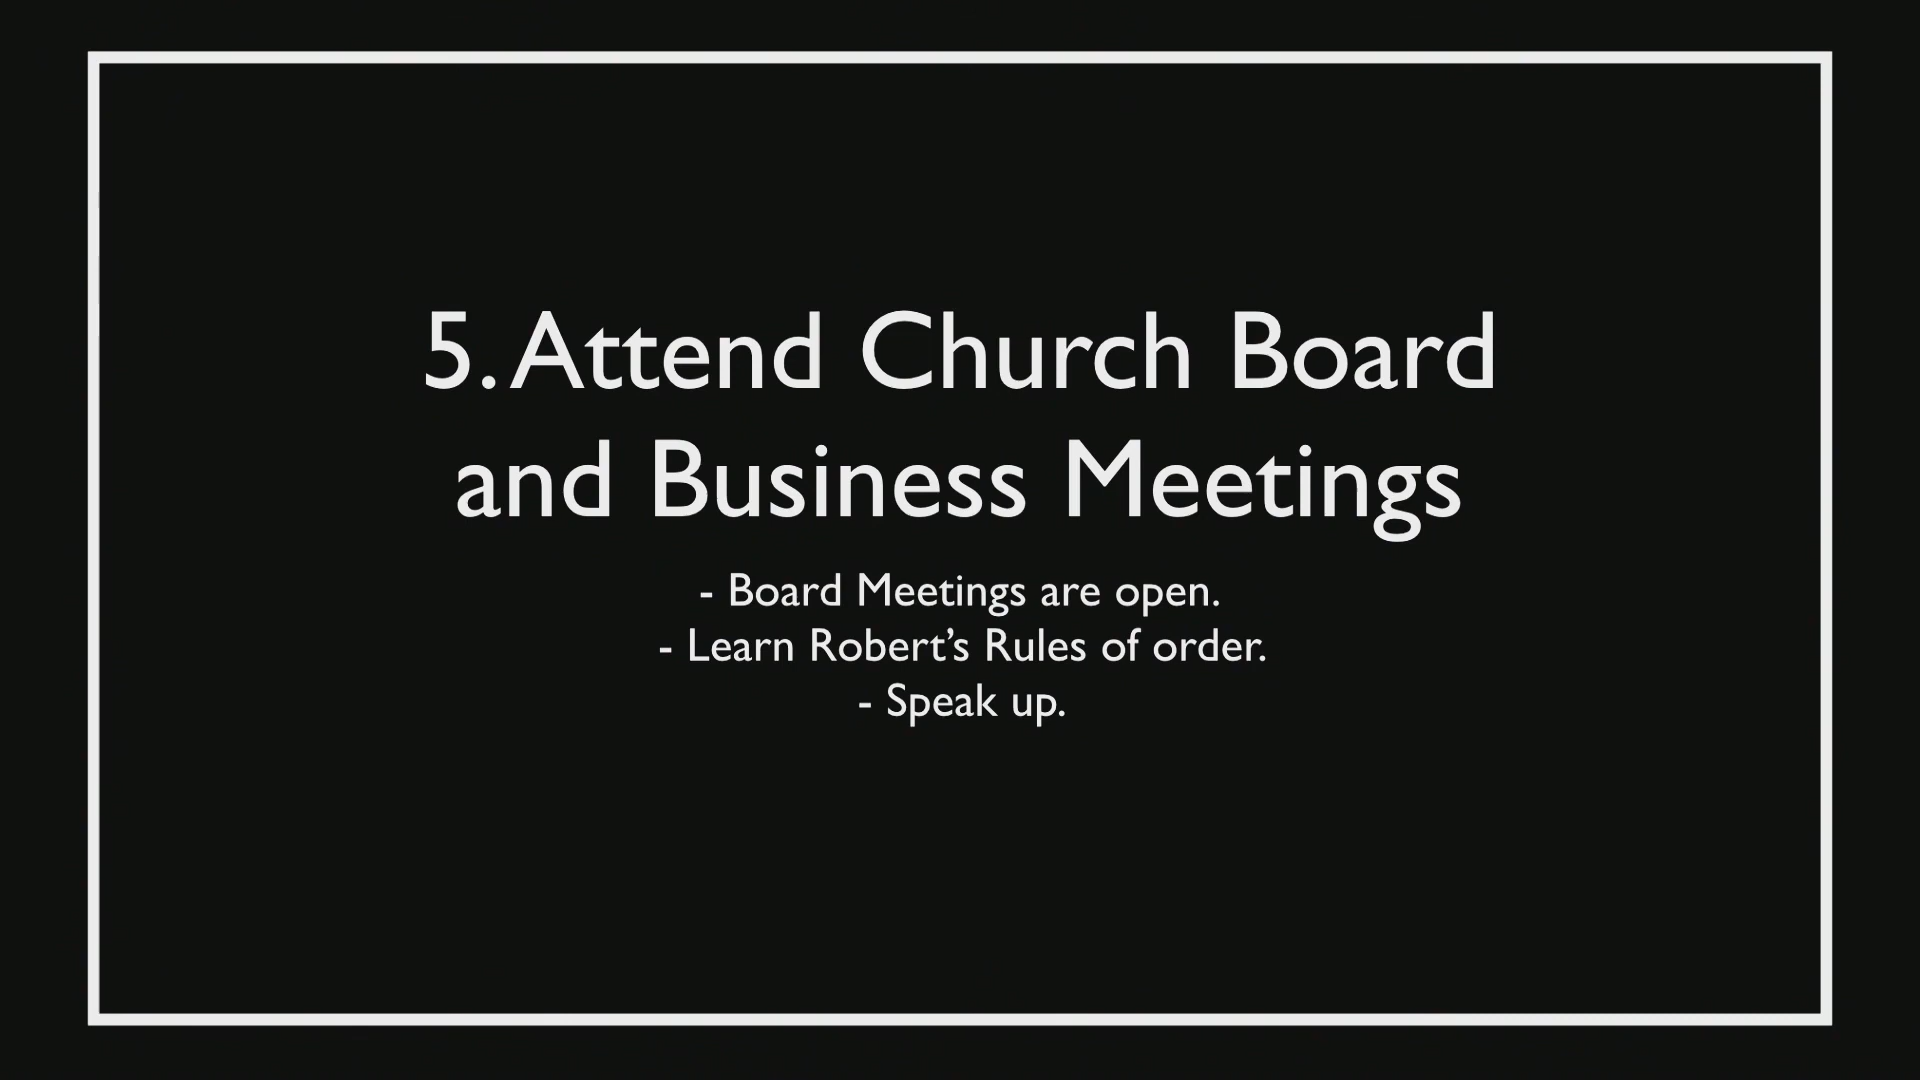 5. Attend Church Board
and Business Meetings
- Board Meetings are open.
- Learn Robert’s Rules of order.
- Speak up.